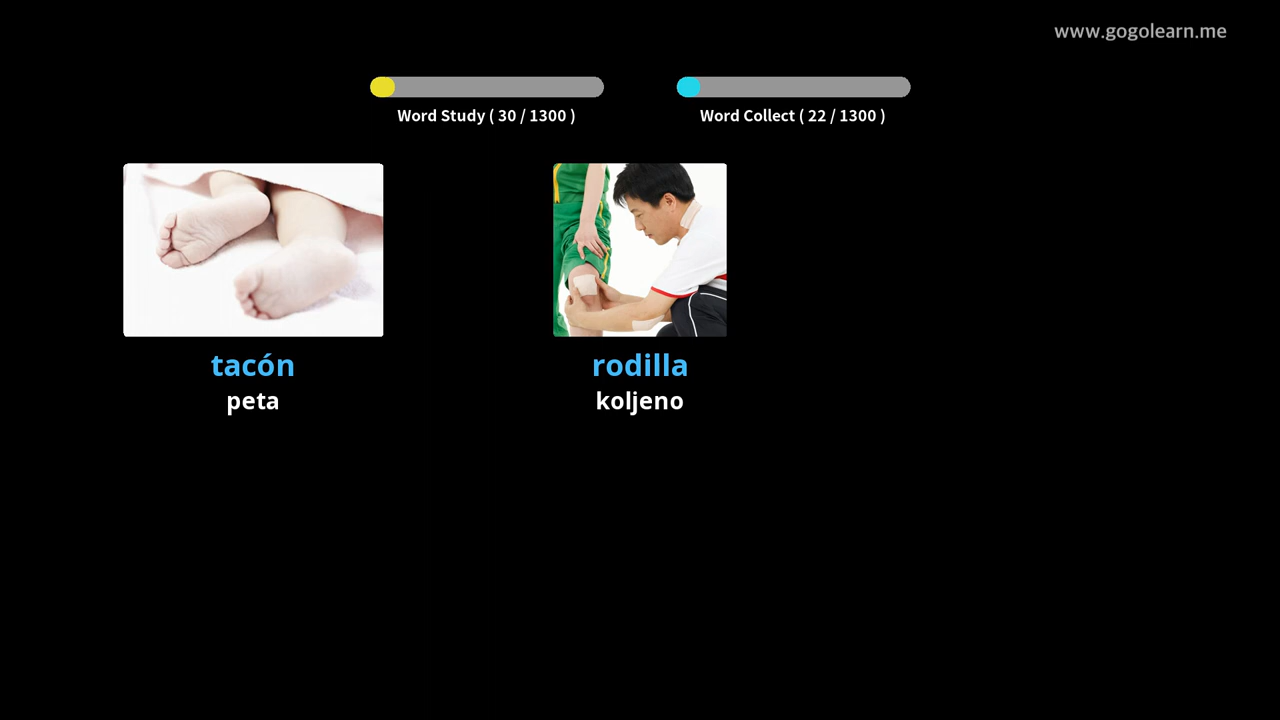 www.gogolearn.me
Word Study ( 30 / 1300 )
Word Collect ( 22 / 1300 )
tacón
peta
rodilla
koljeno